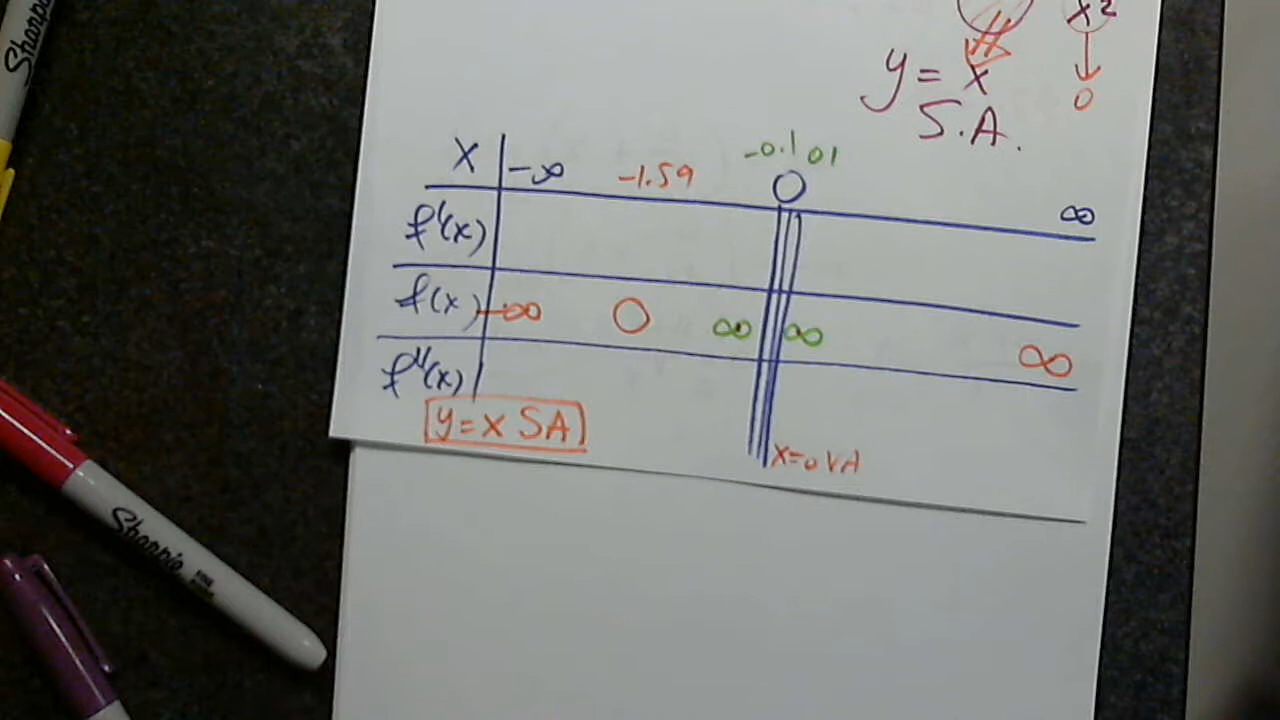 Sharpie
x²
y = x
0
S.A.
-0.1 01
x -∞ -1.59 0 ∞
f'(x)
f(x) -∞ 0 ∞ ∞ ∞
f"(x)
y=x SA
x=0 VA
Sharpie